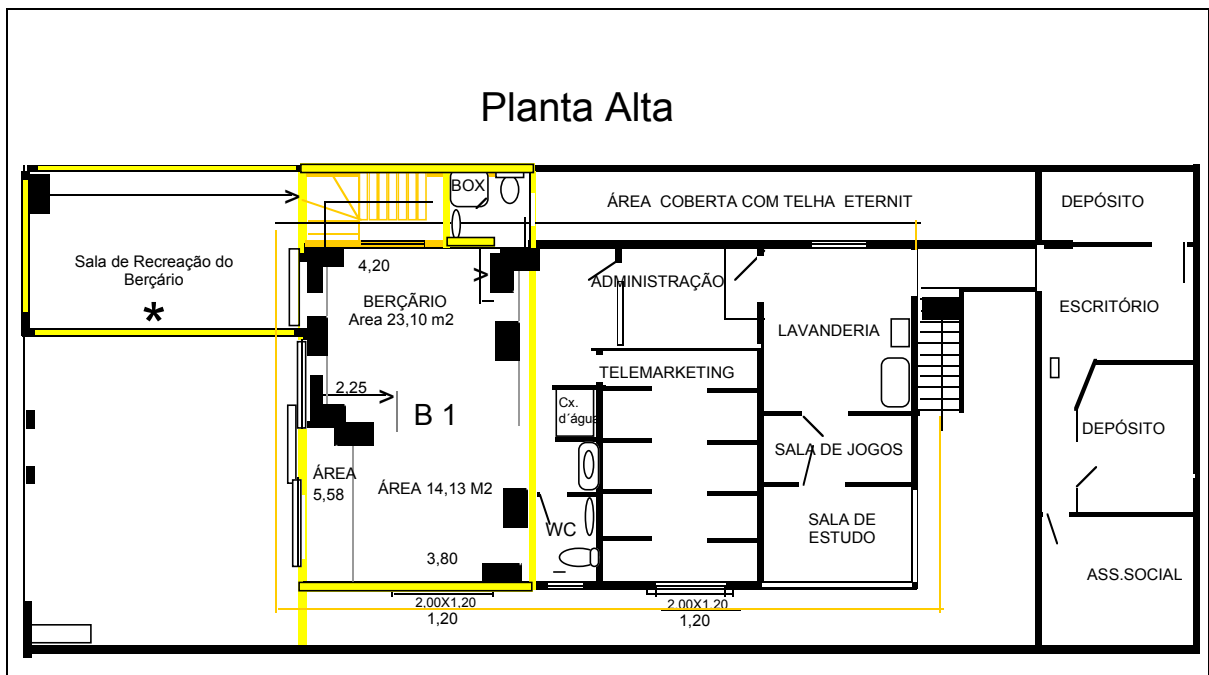 Planta Alta
BOX
ÁREA  COBERTA COM TELHA  ETERNIT
DEPÓSITO
Sala de Recreação do
Berçário
*
4,20
BERÇÃRIO
Area 23,10 m2
ADMINISTRAÇÃO
LAVANDERIA
ESCRITÓRIO
2,25
B 1
TELEMARKETING
Cx.
d´água
SALA DE JOGOS
DEPÓSITO
ÁREA
5,58
ÁREA 14,13 M2
WC
SALA DE
ESTUDO
3,80
ASS.SOCIAL
2,00X1,20
1,20
2,00X1,20
1,20